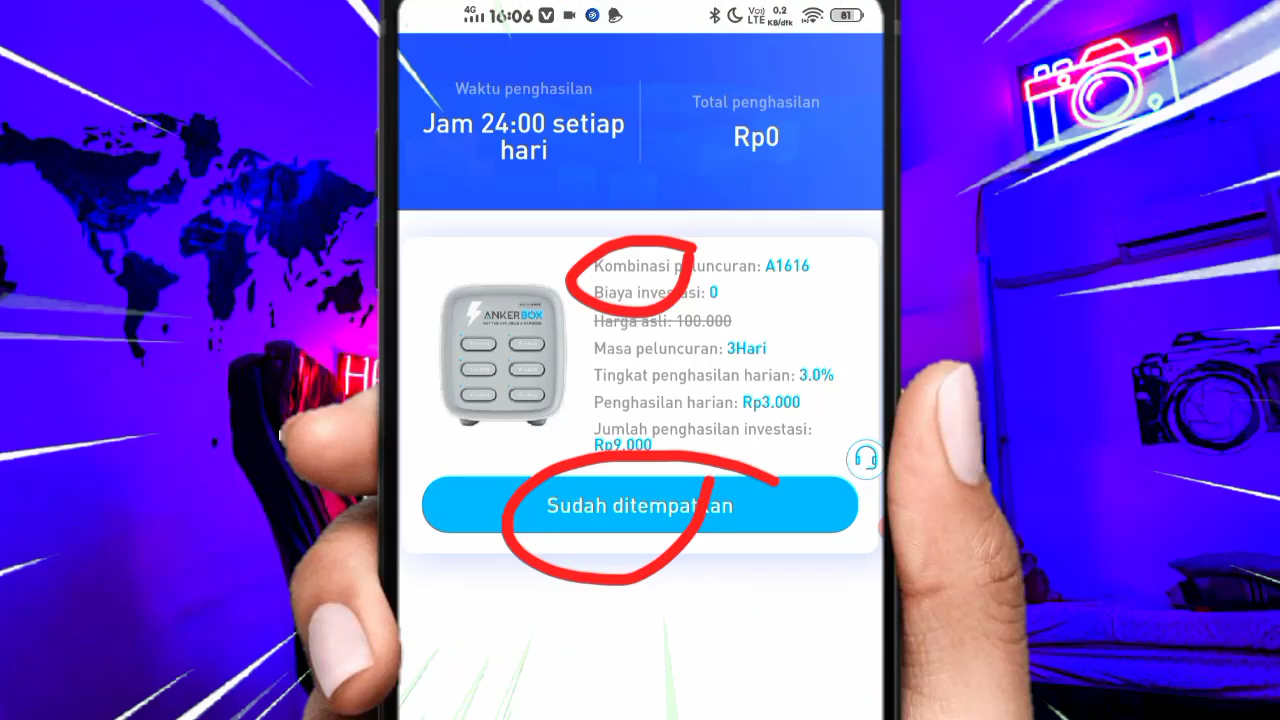 4G 16:06
Vo))
LTE
0.2
KB/dtk
81
Waktu penghasilan
Jam 24:00 setiap
hari
Total penghasilan
Rp0
Kombinasi peluncuran: A1616
Biaya investasi: 0
Harga asli: 100.000
Masa peluncuran: 3Hari
Tingkat penghasilan harian: 3.0%
Penghasilan harian: Rp3.000
Jumlah penghasilan investasi:
Rp9.000
ANKERBOX
Sudah ditempatkan